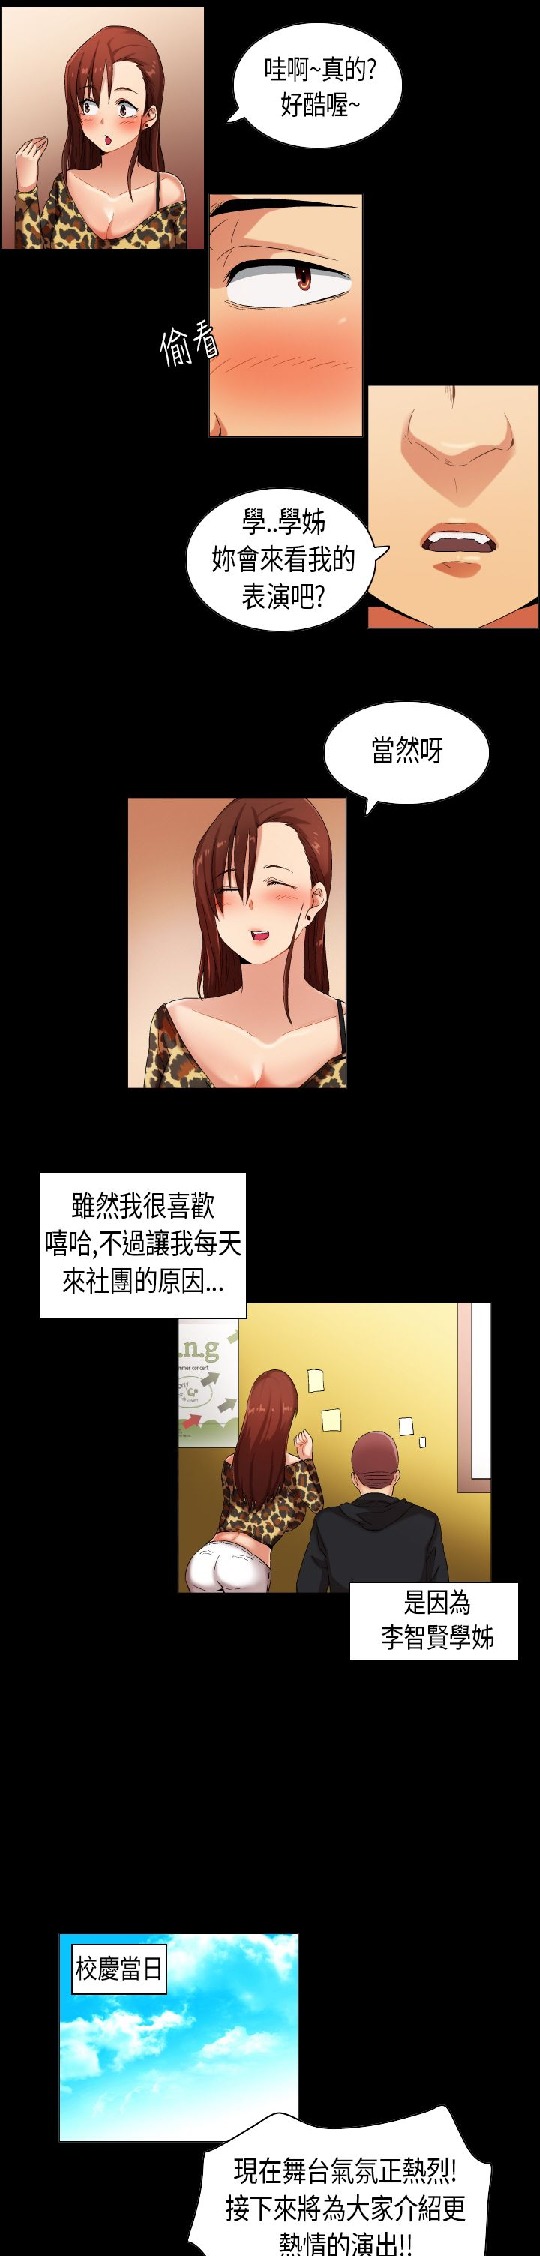 哇啊~真的?
好酷喔~
偷看
學..學姊
妳會來看我的
表演吧?
當然呀
雖然我很喜歡
嘻哈,不過讓我每天
來社團的原因...
ng
是因為
李智賢學姊
校慶當日
現在舞台氣氛正熱烈!
接下來將為大家介紹更
熱情的演出!!